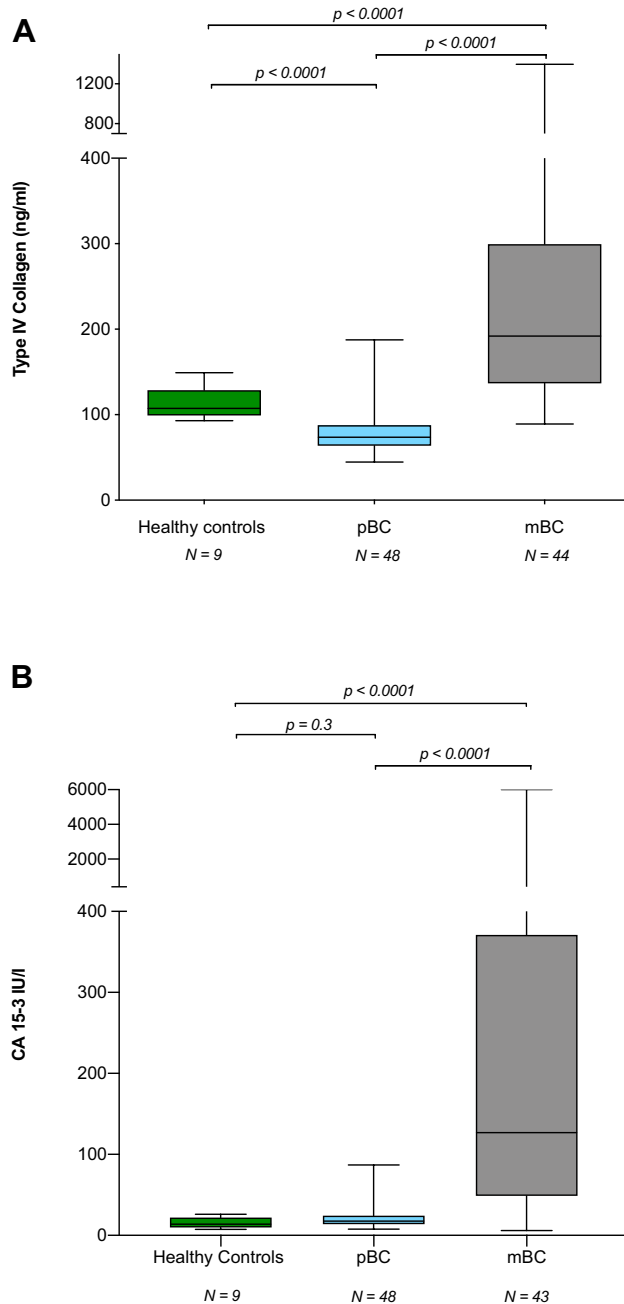 A
p < 0.0001
p < 0.0001
p < 0.0001
Type IV Collagen (ng/ml)
1200
800
400
300
200
100
0
Healthy controls
pBC
mBC
N = 9
N = 48
N = 44
B
p < 0.0001
p = 0.3
p < 0.0001
CA 15-3 IU/l
6000
4000
2000
400
300
200
100
0
Healthy Controls
pBC
mBC
N = 9
N = 48
N = 43